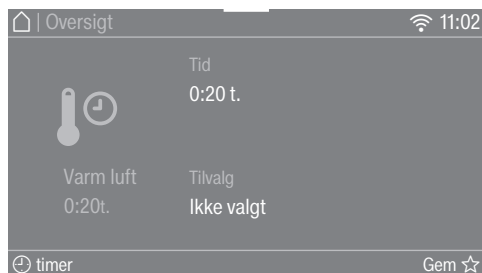 | Oversigt 11:02
Tid
0:20 t.
Varm luft
0:20t.
Tilvalg
Ikke valgt
timer Gem